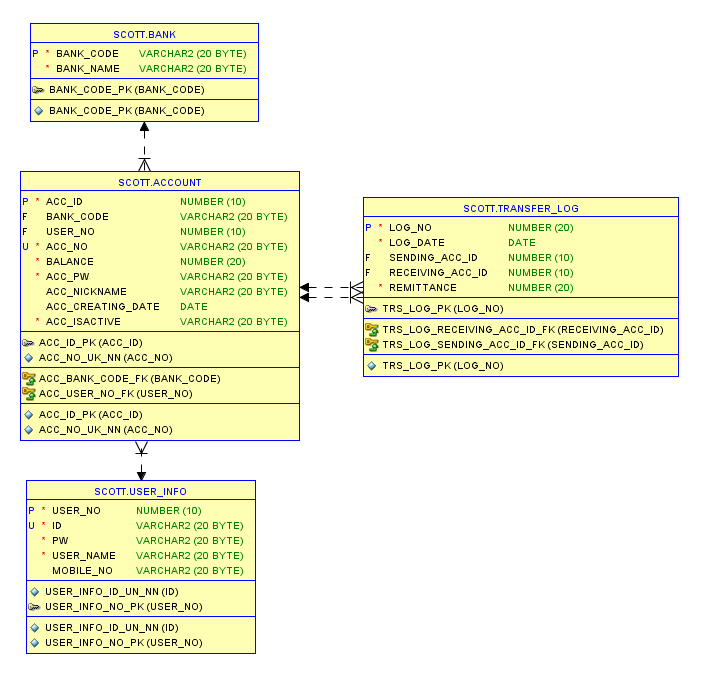 SCOTT.BANK
P * BANK_CODE VARCHAR2 (20 BYTE)
* BANK_NAME VARCHAR2 (20 BYTE)
BANK_CODE_PK (BANK_CODE)
BANK_CODE_PK (BANK_CODE)
SCOTT.ACCOUNT
P * ACC_ID NUMBER (10)
F BANK_CODE VARCHAR2 (20 BYTE)
F USER_NO NUMBER (10)
U * ACC_NO VARCHAR2 (20 BYTE)
* BALANCE NUMBER (20)
* ACC_PW VARCHAR2 (20 BYTE)
ACC_NICKNAME VARCHAR2 (20 BYTE)
ACC_CREATING_DATE DATE
* ACC_ISACTIVE VARCHAR2 (20 BYTE)
ACC_ID_PK (ACC_ID)
ACC_NO_UK_NN (ACC_NO)
ACC_BANK_CODE_FK (BANK_CODE)
ACC_USER_NO_FK (USER_NO)
ACC_ID_PK (ACC_ID)
ACC_NO_UK_NN (ACC_NO)
SCOTT.TRANSFER_LOG
P * LOG_NO NUMBER (20)
* LOG_DATE DATE
F SENDING_ACC_ID NUMBER (10)
F RECEIVING_ACC_ID NUMBER (10)
* REMITTANCE NUMBER (20)
TRS_LOG_PK (LOG_NO)
TRS_LOG_RECEIVING_ACC_ID_FK (RECEIVING_ACC_ID)
TRS_LOG_SENDING_ACC_ID_FK (SENDING_ACC_ID)
TRS_LOG_PK (LOG_NO)
SCOTT.USER_INFO
P * USER_NO NUMBER (10)
U * ID VARCHAR2 (20 BYTE)
* PW VARCHAR2 (20 BYTE)
* USER_NAME VARCHAR2 (20 BYTE)
MOBILE_NO VARCHAR2 (20 BYTE)
USER_INFO_ID_UN_NN (ID)
USER_INFO_NO_PK (USER_NO)
USER_INFO_ID_UN_NN (ID)
USER_INFO_NO_PK (USER_NO)